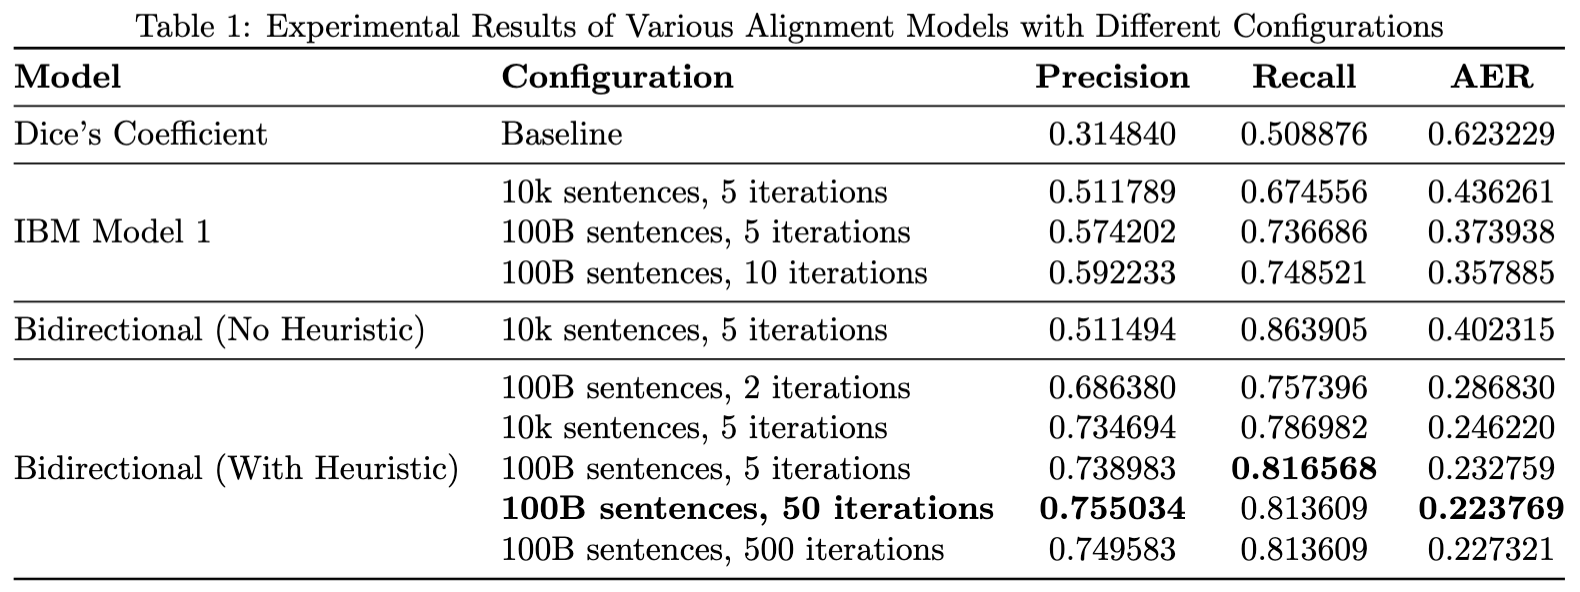 Table 1: Experimental Results of Various Alignment Models with Different Configurations
Model Configuration Precision Recall AER
Dice's Coefficient Baseline 0.314840 0.508876 0.623229
10k sentences, 5 iterations 0.511789 0.674556 0.436261
IBM Model 1 100B sentences, 5 iterations 0.574202 0.736686 0.373938
100B sentences, 10 iterations 0.592233 0.748521 0.357885
Bidirectional (No Heuristic) 10k sentences, 5 iterations 0.511494 0.863905 0.402315
100B sentences, 2 iterations 0.686380 0.757396 0.286830
10k sentences, 5 iterations 0.734694 0.786982 0.246220
Bidirectional (With Heuristic) 100B sentences, 5 iterations 0.738983 0.816568 0.232759
100B sentences, 50 iterations 0.755034 0.813609 0.223769
100B sentences, 500 iterations 0.749583 0.813609 0.227321